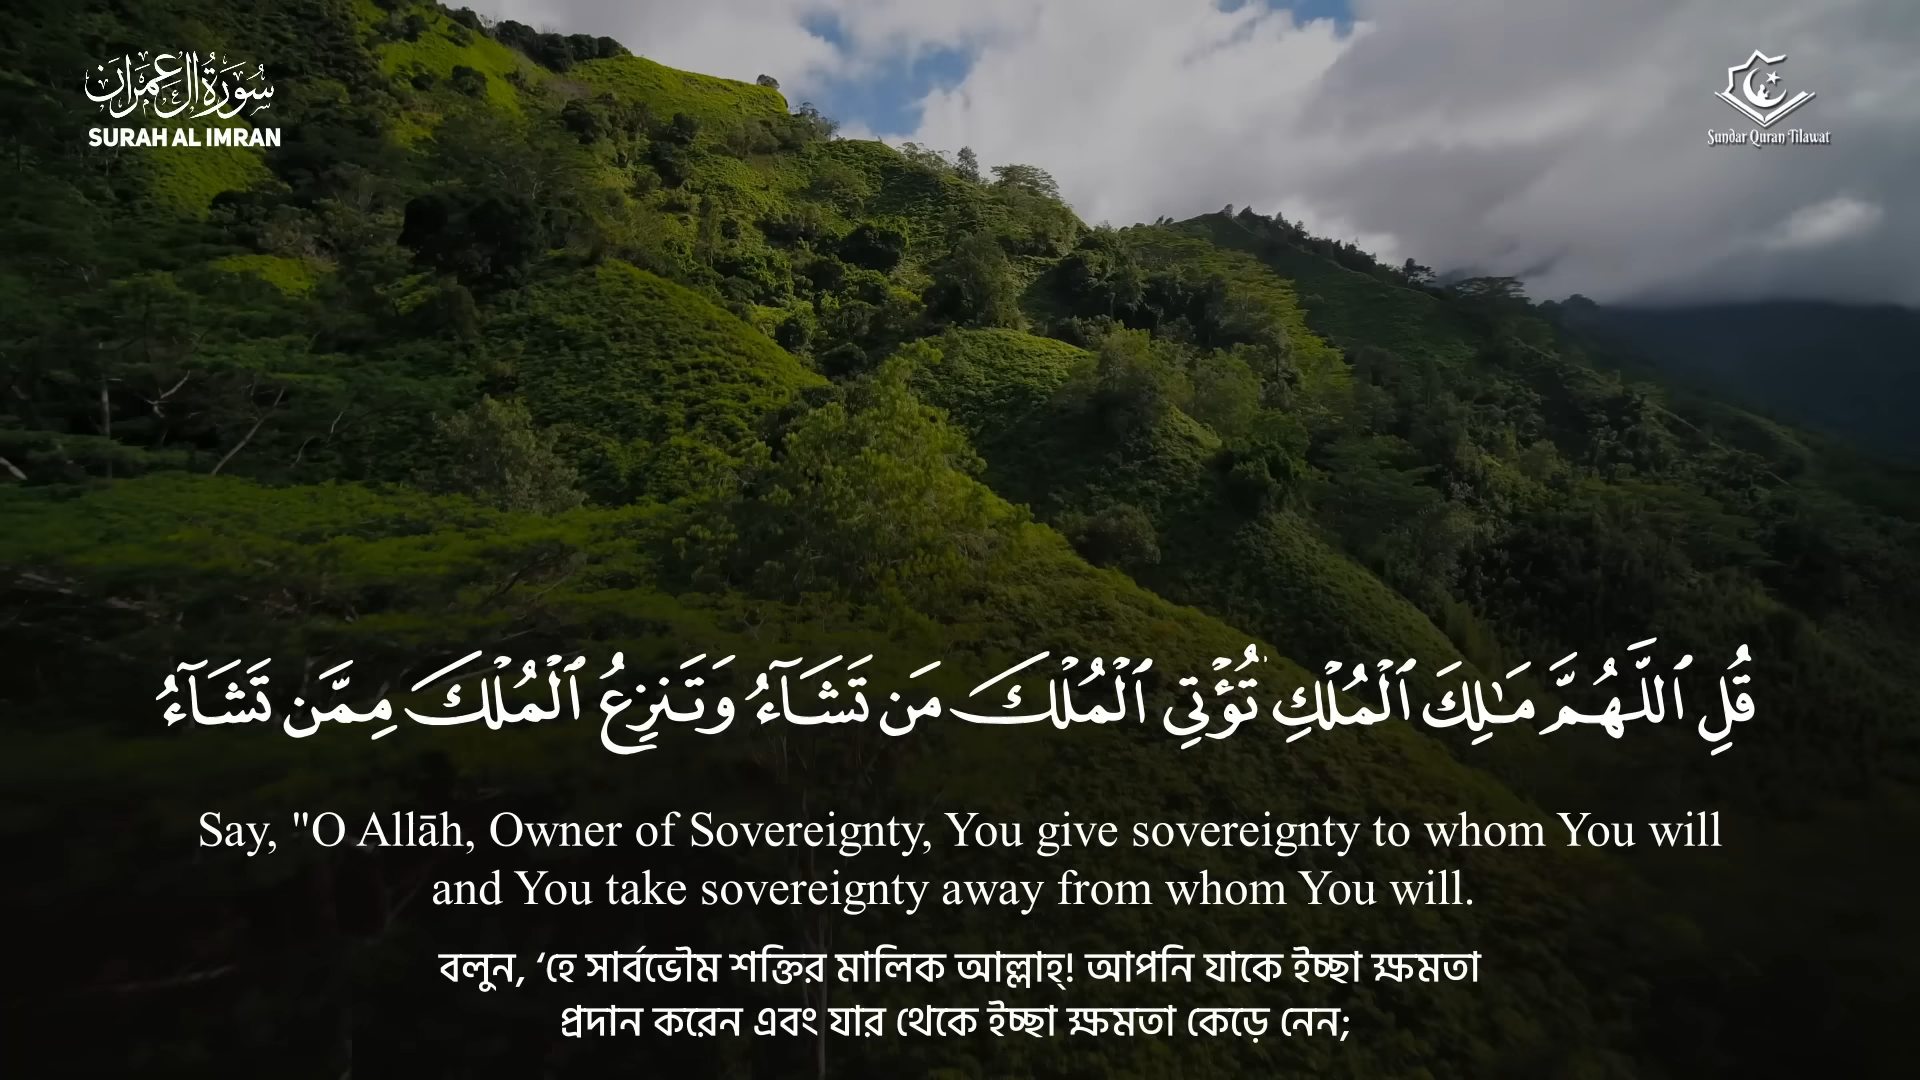 سُورَةُ آلِ عِمْرَان
SURAH AL IMRAN
Sundar Quran Tilawat
قُلِ ٱللَّهُمَّ مَٰلِكَ ٱلْمُلْكِ تُؤْتِي ٱلْمُلْكَ مَن تَشَآءُ وَتَنزِعُ ٱلْمُلْكَ مِمَّن تَشَآءُ
Say, "O Allāh, Owner of Sovereignty, You give sovereignty to whom You will
and You take sovereignty away from whom You will.
বলুন, ‘হে সার্বভৌম শক্তির মালিক আল্লাহ্! আপনি যাকে ইচ্ছা ক্ষমতা
প্রদান করেন এবং যার থেকে ইচ্ছা ক্ষমতা কেড়ে নেন;